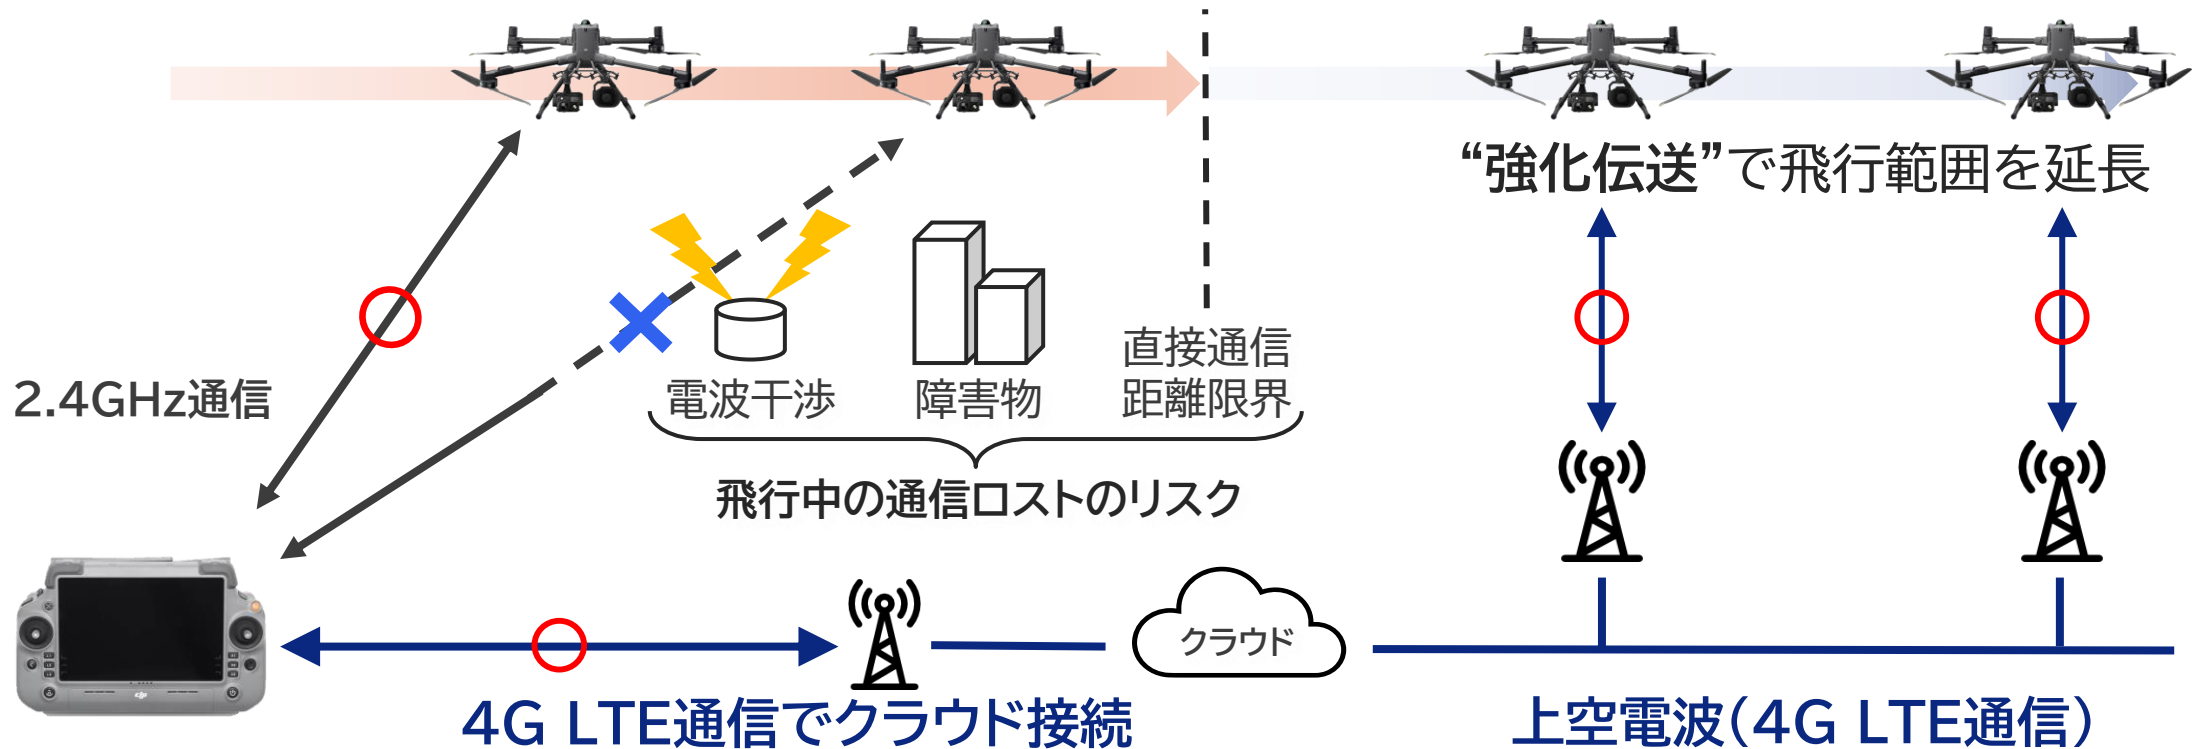 “強化伝送”で飛行範囲を延長
2.4GHz通信
電波干渉
障害物
直接通信
距離限界
飛行中の通信ロストのリスク
クラウド
4G LTE通信でクラウド接続
上空電波(4G LTE通信)
dji